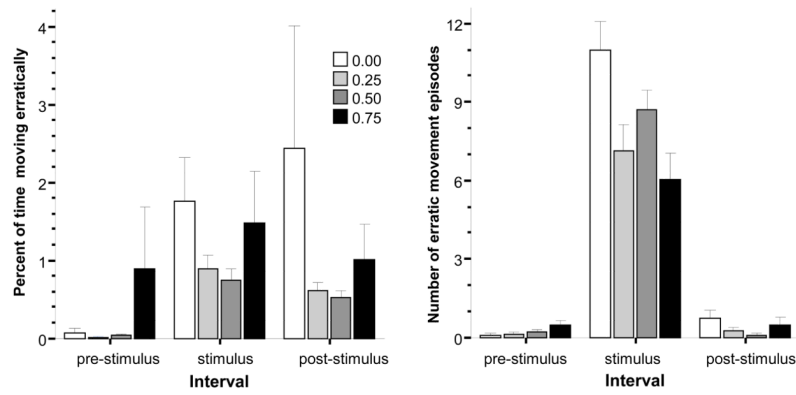 Percent of time moving erratically
4
3
2
1
0
0.00
0.25
0.50
0.75
pre-stimulus stimulus post-stimulus
Interval
Number of erratic movement episodes
12
9
6
3
0
pre-stimulus stimulus post-stimulus
Interval